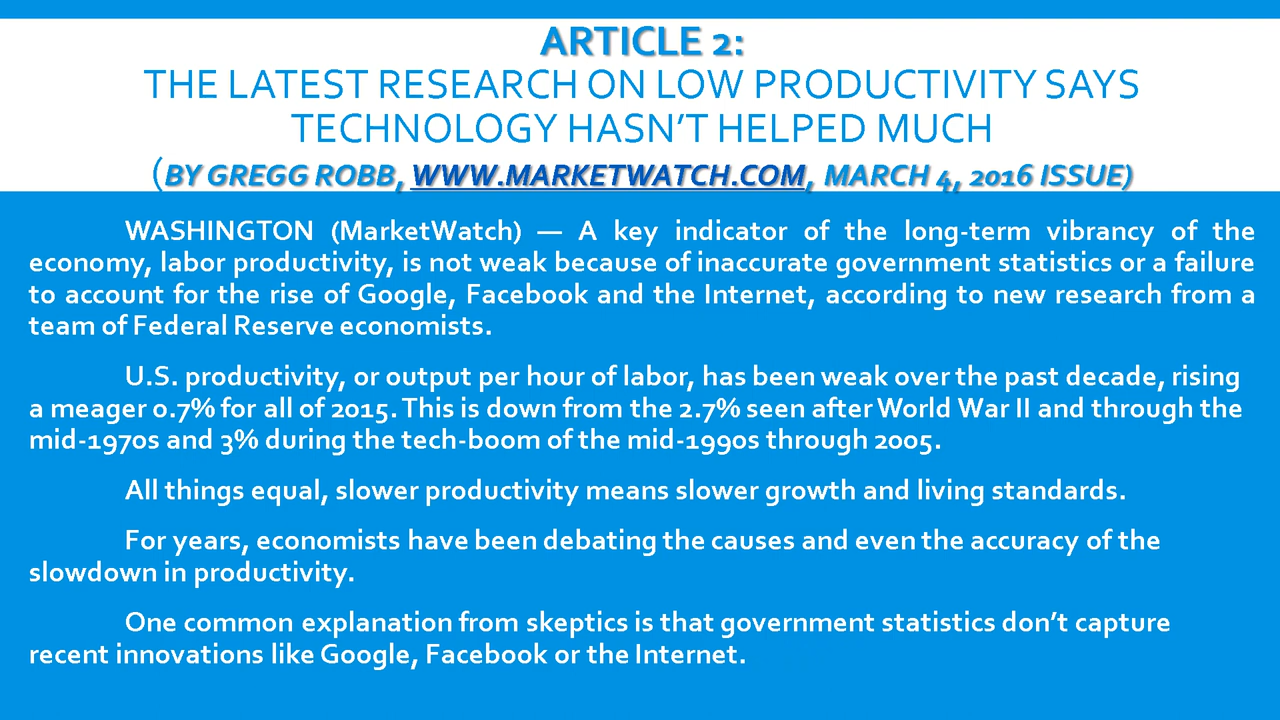 ARTICLE 2:
THE LATEST RESEARCH ON LOW PRODUCTIVITY SAYS
TECHNOLOGY HASN’T HELPED MUCH
(BY GREGG ROBB, WWW.MARKETWATCH.COM, MARCH 4, 2016 ISSUE)
WASHINGTON (MarketWatch) — A key indicator of the long-term vibrancy of the
economy, labor productivity, is not weak because of inaccurate government statistics or a failure
to account for the rise of Google, Facebook and the Internet, according to new research from a
team of Federal Reserve economists.
U.S. productivity, or output per hour of labor, has been weak over the past decade, rising
a meager 0.7% for all of 2015. This is down from the 2.7% seen after World War II and through the
mid-1970s and 3% during the tech-boom of the mid-1990s through 2005.
All things equal, slower productivity means slower growth and living standards.
For years, economists have been debating the causes and even the accuracy of the
slowdown in productivity.
One common explanation from skeptics is that government statistics don’t capture
recent innovations like Google, Facebook or the Internet.